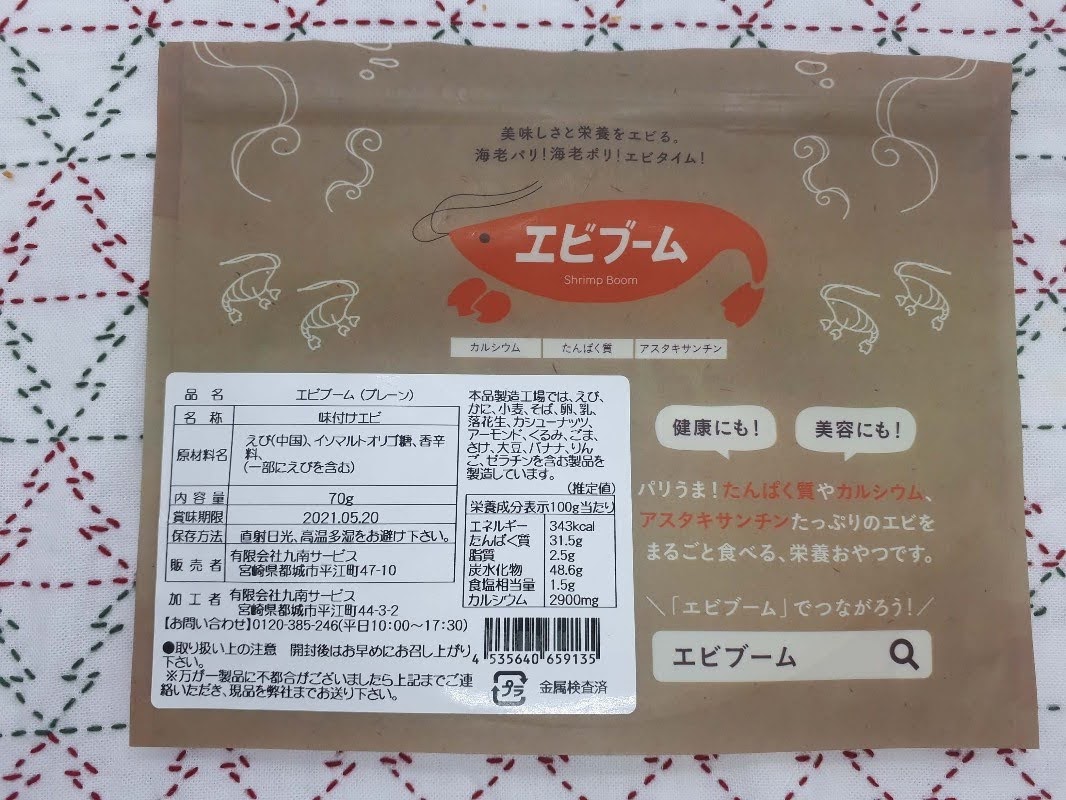 美味しさと栄養をエビる。
海老バリ!海老ポリ!エビタイム!
エビブーム
Shrimp Boom
カルシウム
たんぱく質
アスタキサンチン
品名 エビブーム(プレーン)
名称 味付けエビ
原材料名 えび(中国)、イソマルトオリゴ糖、香辛
料、
(一部にえびを含む)
内容量 70g
賞味期限 2021.05.20
保存方法 直射日光、高温多湿をお避け下さい。
販売者 有限会社九南サービス
宮崎県都城市平江町47-10
加工者 有限会社九南サービス
宮崎県都城市平江町44-3-2
【お問い合わせ】0120-385-246(平日10:00~17:30)
●取り扱い上の注意 開封後はお早めにお召し上がり
下さい。
※万が一製品に不都合がございましたら上記までご連
絡いただき、現品を弊社までお送り下さい。
本品製造工場では、えび、
かに、小麦、そば、卵、乳、
落花生、カシューナッツ、
アーモンド、くるみ、ごま、
さけ、大豆、バナナ、りん
ご、ゼラチンを含む製品を
製造しています。
(推定値)
栄養成分表示100g当たり
エネルギー 343kcal
たんぱく質 31.5g
脂質 2.5g
炭水化物 48.6g
食塩相当量 1.5g
カルシウム 2900mg
4 535640 659135
プラ
金属検査済
健康にも!
美容にも!
パリうま!たんぱく質やカルシウム、
アスタキサンチンたっぷりのエビを
まるごと食べる、栄養おやつです。
\「エビブーム」でつながろう!/
エビブーム